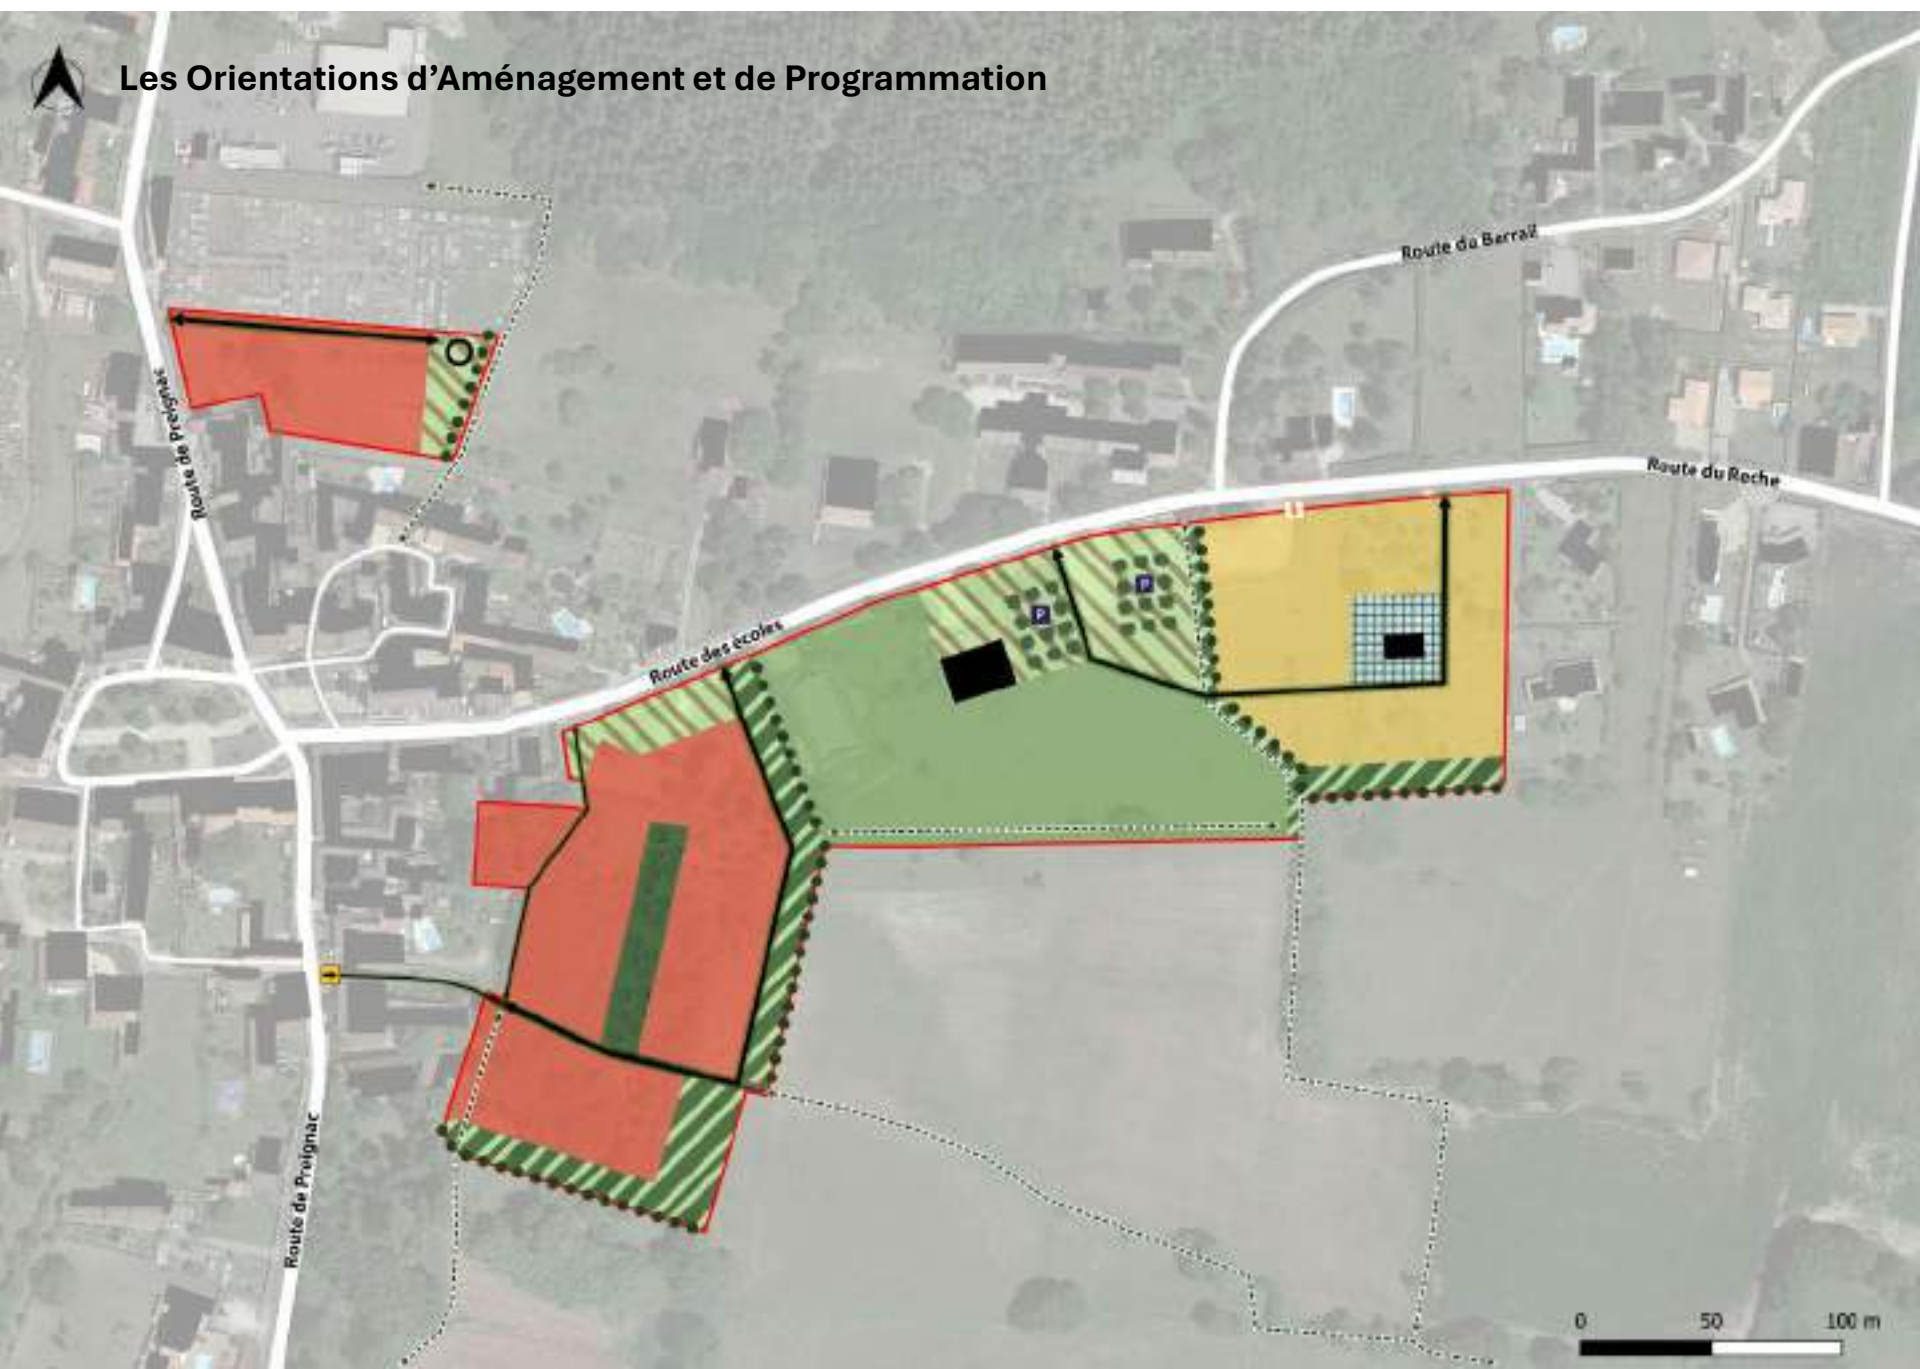 Les Orientations d’Aménagement et de Programmation
Route du Barrail
Route de Preignac
Route du Roche
Route des écoles
P
P
Route de Preignac
0 50 100 m